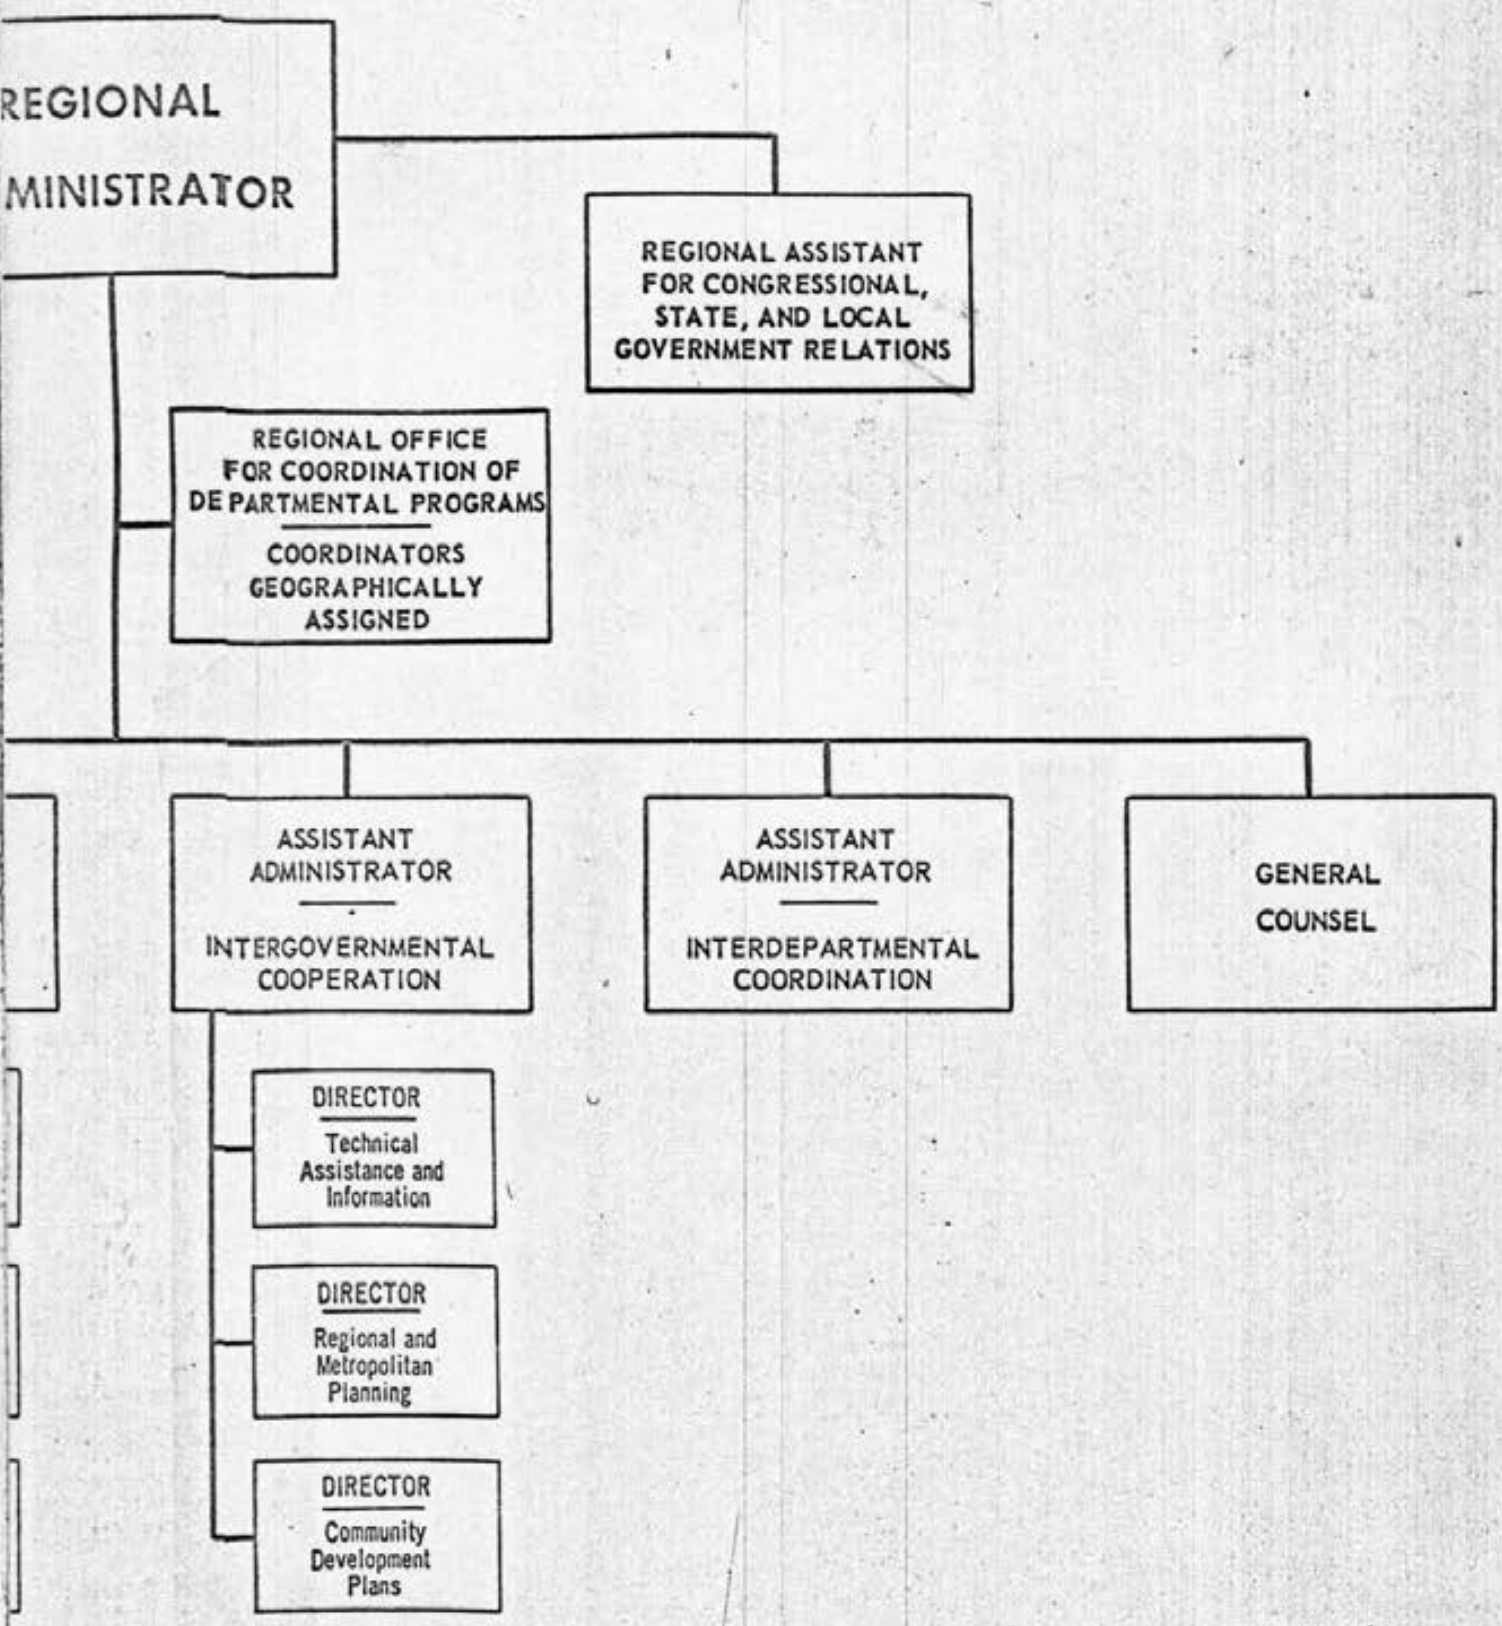 REGIONAL
MINISTRATOR
REGIONAL ASSISTANT
FOR CONGRESSIONAL,
STATE, AND LOCAL
GOVERNMENT RELATIONS
REGIONAL OFFICE
FOR COORDINATION OF
DEPARTMENTAL PROGRAMS
COORDINATORS
GEOGRAPHICALLY
ASSIGNED
ASSISTANT
ADMINISTRATOR
INTERGOVERNMENTAL
COOPERATION
ASSISTANT
ADMINISTRATOR
INTERDEPARTMENTAL
COORDINATION
GENERAL
COUNSEL
DIRECTOR
Technical
Assistance and
Information
DIRECTOR
Regional and
Metropolitan
Planning
DIRECTOR
Community
Development
Plans